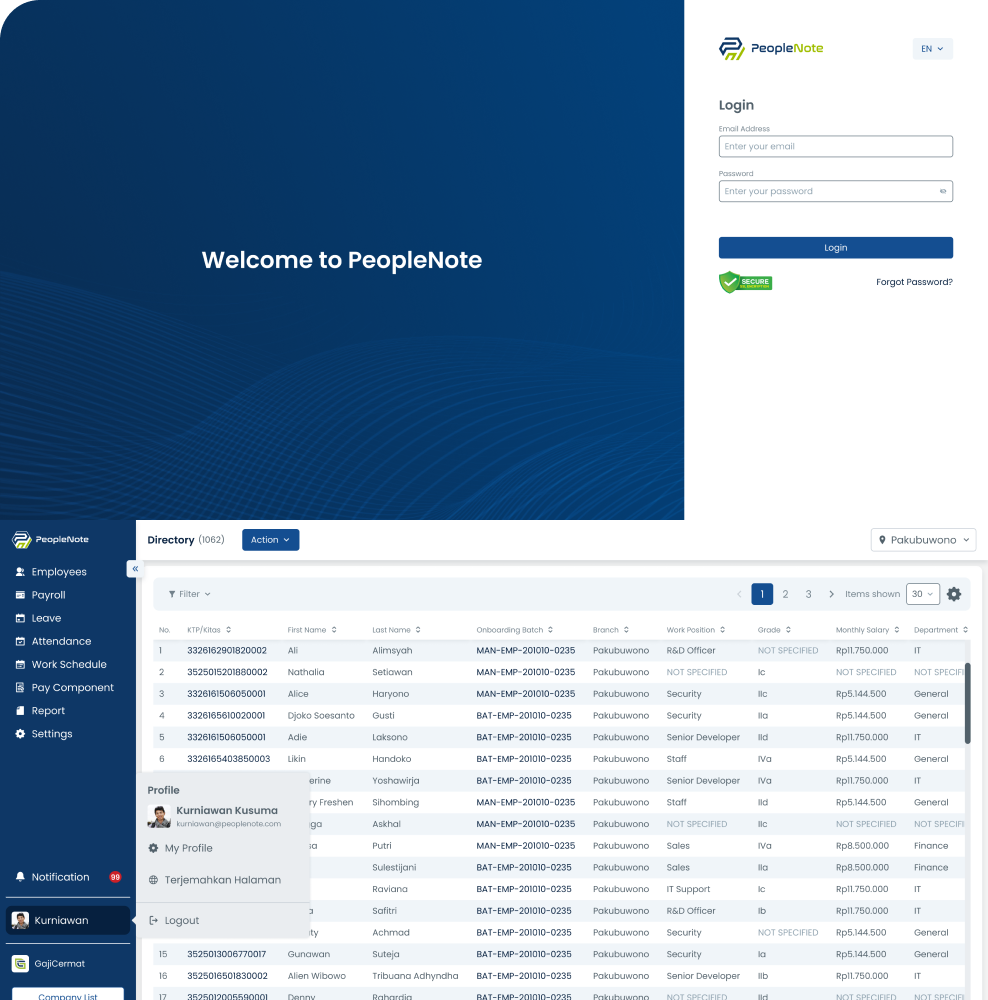 PeopleNote
EN
Login
Email Address
Enter your email
Password
Enter your password
Login
Welcome to PeopleNote
SECURE
Forgot Password?
PeopleNote
Directory (1062)
Action
Pakubuwono
Employees
Payroll
Leave
Attendance
Work Schedule
Pay Component
Report
Settings
Filter
1 2 3
Items shown 30
No. KTP/Kitas First Name Last Name Onboarding Batch Branch Work Position Grade Monthly Salary Department
1 3326162901820002 Ali Alimsyah MAN-EMP-201010-0235 Pakubuwono R&D Officer NOT SPECIFIED Rp11.750.000 IT
2 3525015201880002 Nathalia Setiawan MAN-EMP-201010-0235 Pakubuwono NOT SPECIFIED Ic NOT SPECIFIED NOT SPECIFI
3 3326161506050001 Alice Haryono MAN-EMP-201010-0235 Pakubuwono Security IIc Rp5.144.500 General
4 3326165610020001 Djoko Soesanto Gusti BAT-EMP-201010-0235 Pakubuwono Security IIa Rp5.144.500 General
5 3326161506050001 Adie Laksono BAT-EMP-201010-0235 Pakubuwono Senior Developer IId Rp11.750.000 IT
6 3326165403850003 Likin Handoko BAT-EMP-201010-0235 Pakubuwono Staff IVa Rp5.144.500 General
erine Yoshawirja BAT-EMP-201010-0235 Pakubuwono Senior Developer IVa Rp11.750.000 IT
ry Freshen Sihombing MAN-EMP-201010-0235 Pakubuwono Staff IId Rp5.144.500 General
ga Askhal MAN-EMP-201010-0235 Pakubuwono NOT SPECIFIED IIc NOT SPECIFIED NOT SPECIFI
sa Putri MAN-EMP-201010-0235 Pakubuwono Sales IVa Rp8.500.000 Finance
Sulestijani BAT-EMP-201010-0235 Pakubuwono Sales IIa Rp8.500.000 Finance
Raviana BAT-EMP-201010-0235 Pakubuwono IT Support Ic Rp11.750.000 IT
a Safitri BAT-EMP-201010-0235 Pakubuwono R&D Officer Ib Rp11.750.000 IT
ty Achmad BAT-EMP-201010-0235 Pakubuwono Security NOT SPECIFIED Rp5.144.500 General
15 3525013006770017 Gunawan Suteja BAT-EMP-201010-0235 Pakubuwono Security Ia Rp5.144.500 General
16 3525016501830002 Alien Wibowo Tribuana Adhyndha BAT-EMP-201010-0235 Pakubuwono Senior Developer IIb Rp11.750.000 IT
17 3525012005590001 Denny Rahardja MAN-EMP-201010-0235 Pakubuwono NOT SPECIFIED IId NOT SPECIFIED NOT SPECIFI
Profile
Kurniawan Kusuma
kurniawan@peoplenote.com
My Profile
Terjemahkan Halaman
Logout
Notification 99
Kurniawan
GajiCermat
Company List